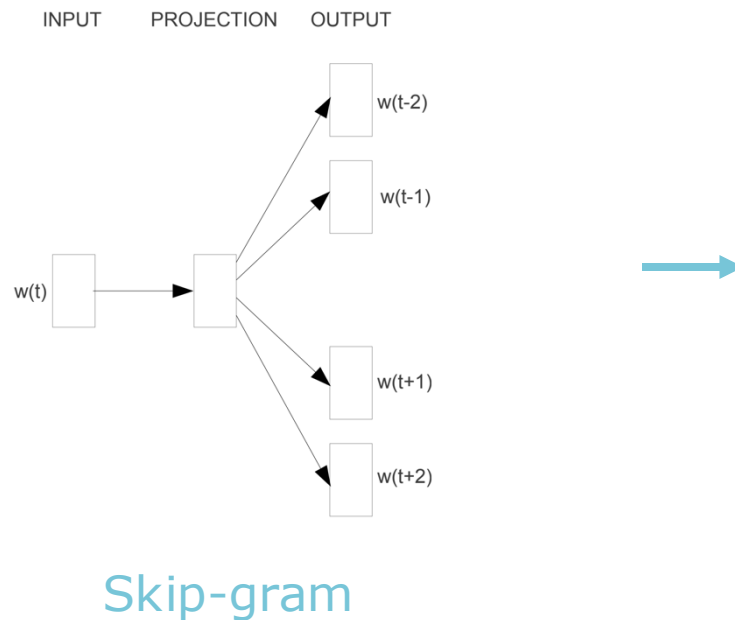 INPUT PROJECTION OUTPUT
w(t-2)
w(t-1)
w(t)
w(t+1)
w(t+2)
Skip-gram